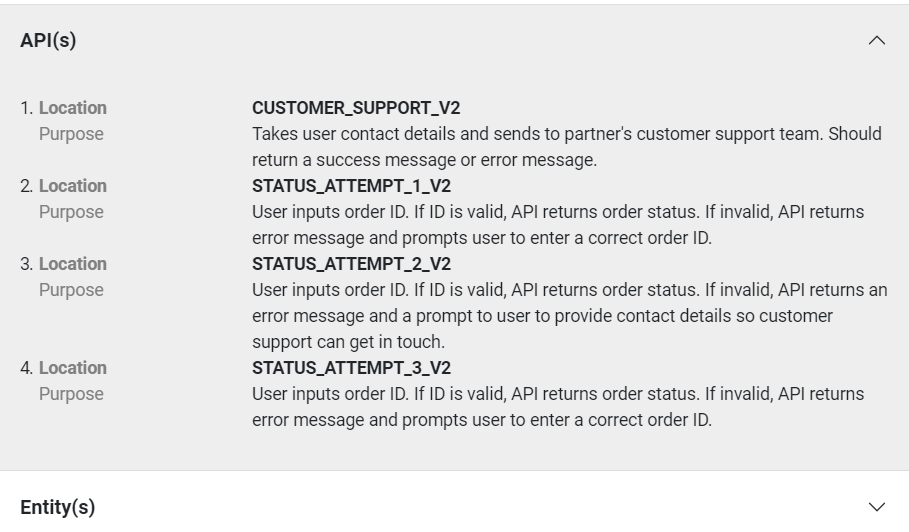 API(s)
1. Location CUSTOMER_SUPPORT_V2
Purpose Takes user contact details and sends to partner's customer support team. Should
return a success message or error message.
2. Location STATUS_ATTEMPT_1_V2
Purpose User inputs order ID. If ID is valid, API returns order status. If invalid, API returns
error message and prompts user to enter a correct order ID.
3. Location STATUS_ATTEMPT_2_V2
Purpose User inputs order ID. If ID is valid, API returns order status. If invalid, API returns an
error message and a prompt to user to provide contact details so customer
support can get in touch.
4. Location STATUS_ATTEMPT_3_V2
Purpose User inputs order ID. If ID is valid, API returns order status. If invalid, API returns
error message and prompts user to enter a correct order ID.
Entity(s)